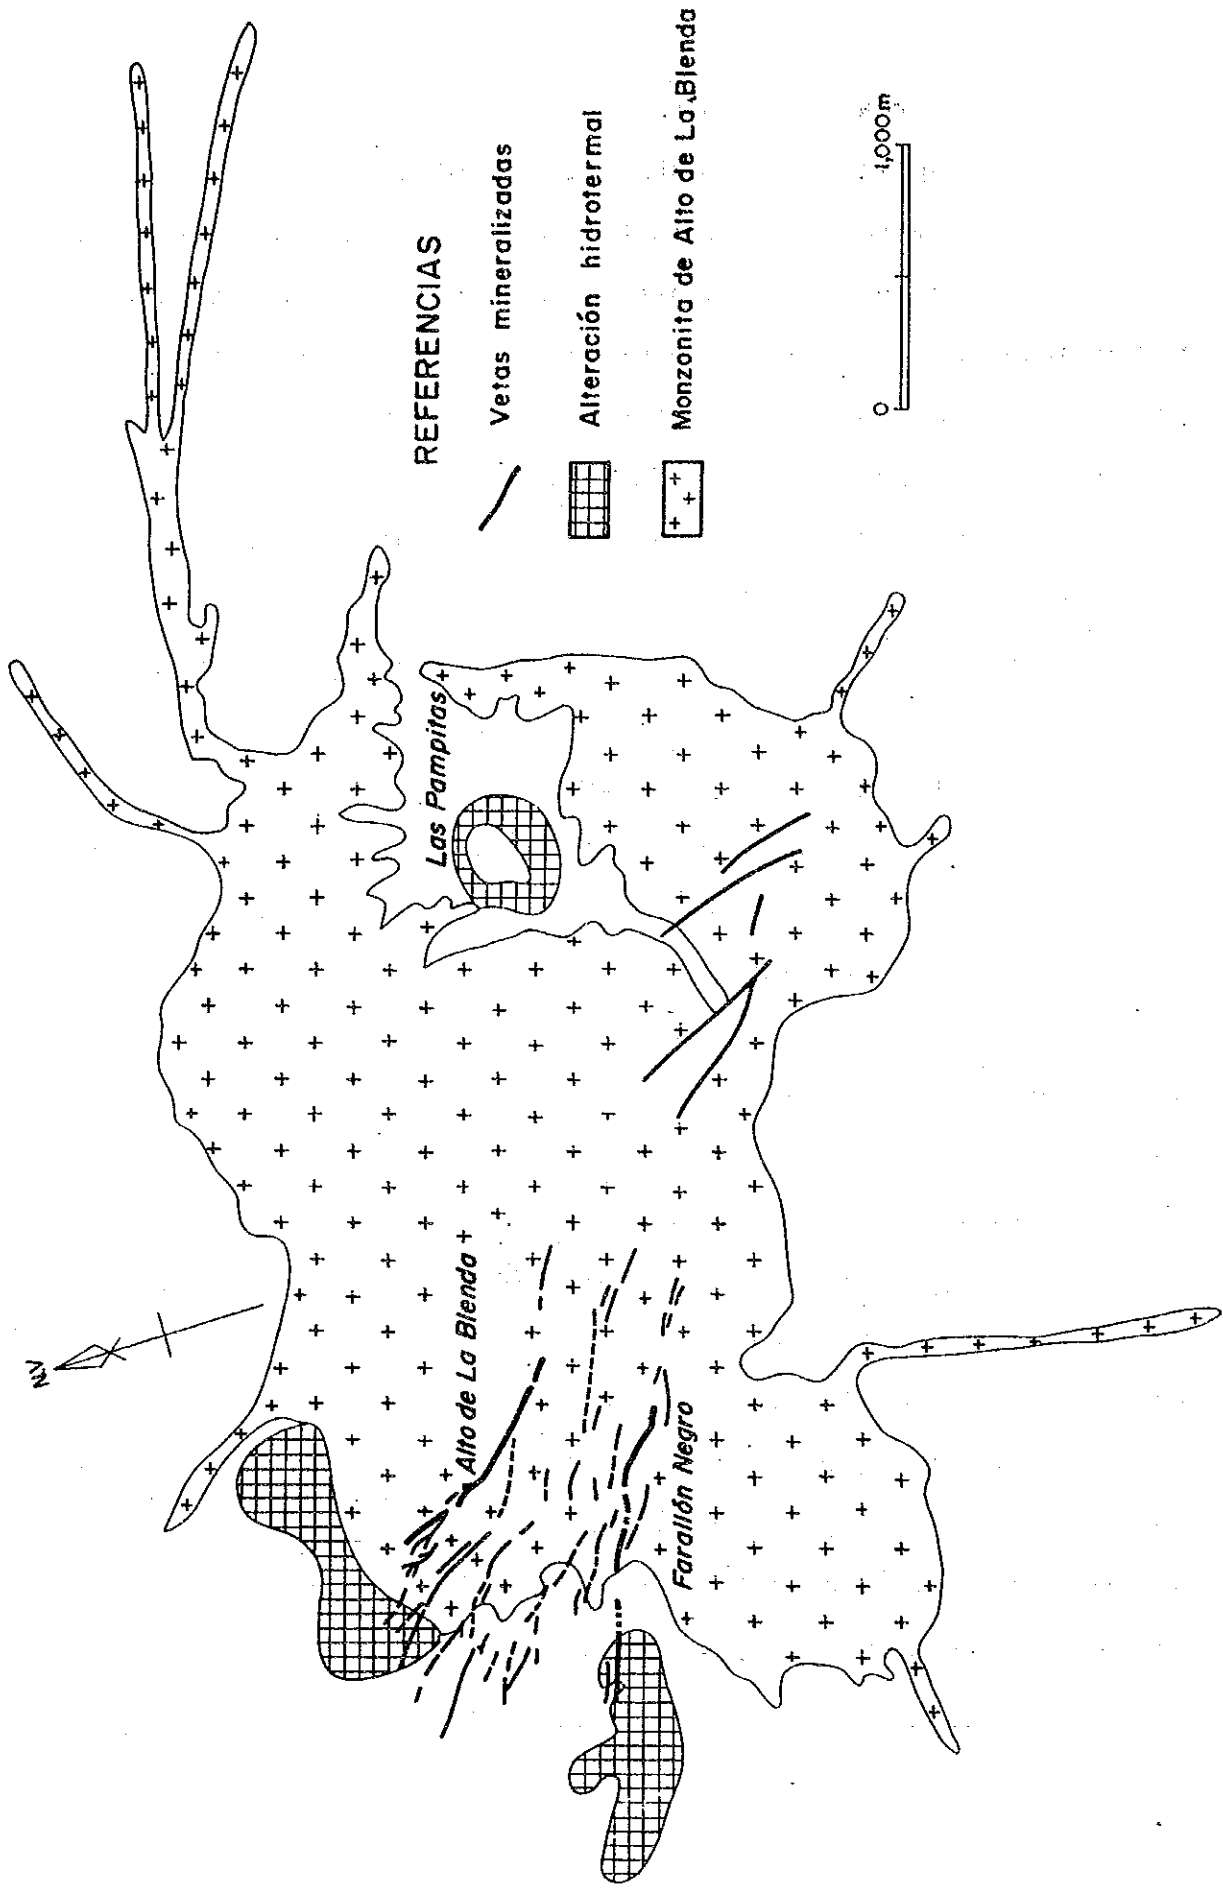 N
Alto de La Blenda
Las Pampitas
Farallón Negro
REFERENCIAS
Vetas mineralizadas
Alteración hidrotermal
Monzonita de Alto de La Blenda
0 1,000m